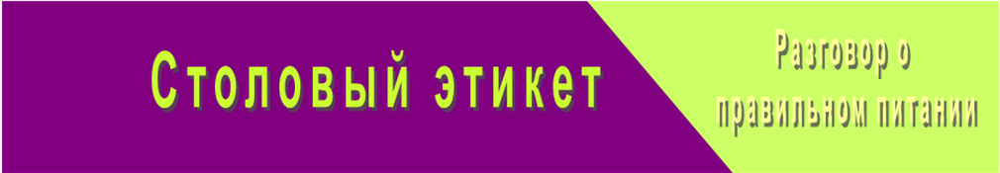 Столовый этикет
Разговор о
правильном питании